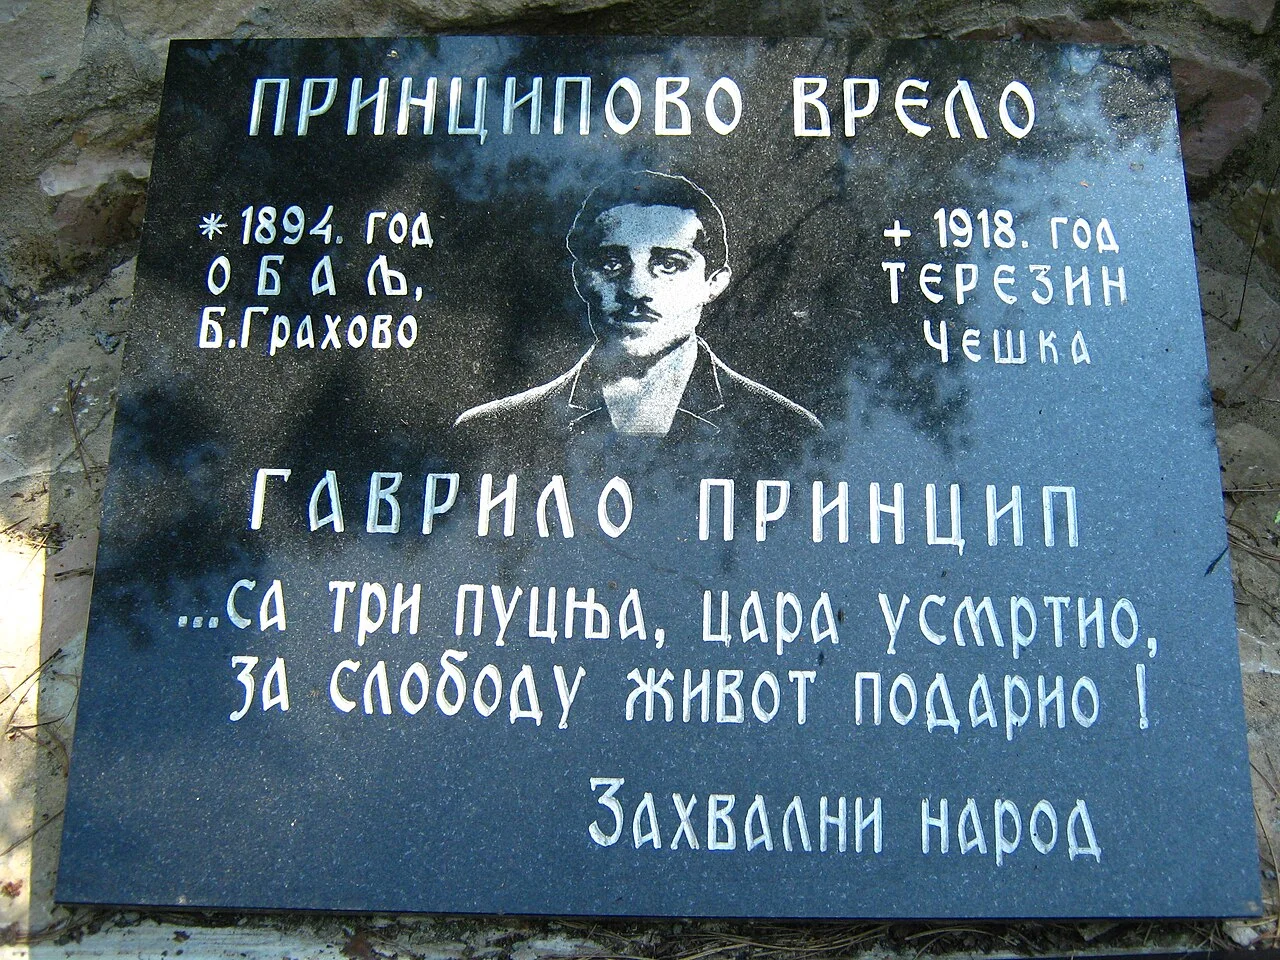 ПРИНЦИПОВО ВРЕЛО
* 1894. год
ОБАЉ,
Б.Грахово
+ 1918. год
ТЕРЕЗИН
ЧЕШКА
ГАВРИЛО ПРИНЦИП
...са три пуцња, цара усмртио,
за слободу живот подарио !
Захвални народ